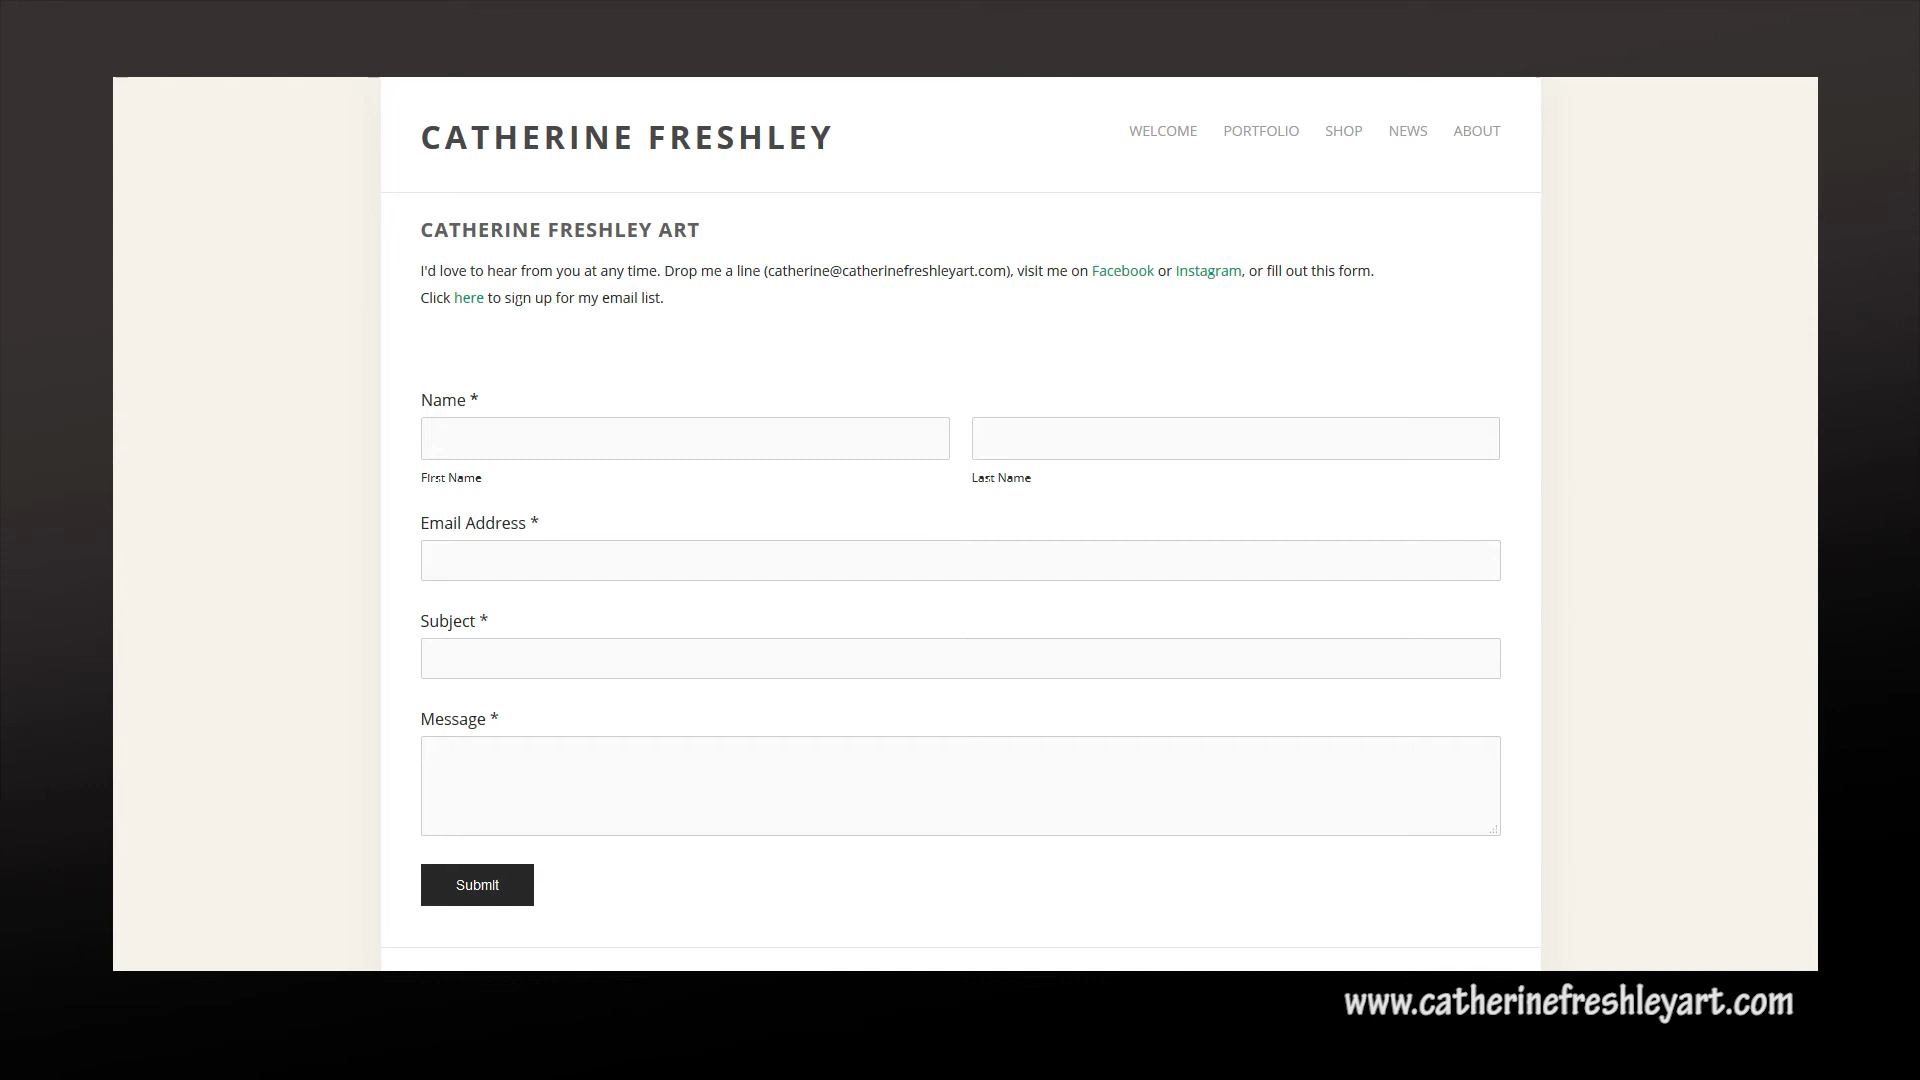 CATHERINE FRESHLEY
WELCOME PORTFOLIO SHOP NEWS ABOUT
CATHERINE FRESHLEY ART
I'd love to hear from you at any time. Drop me a line (catherine@catherinefreshleyart.com), visit me on Facebook or Instagram, or fill out this form.
Click here to sign up for my email list.
Name *
First Name
Last Name
Email Address *
Subject *
Message *
Submit
www.catherinefreshleyart.com